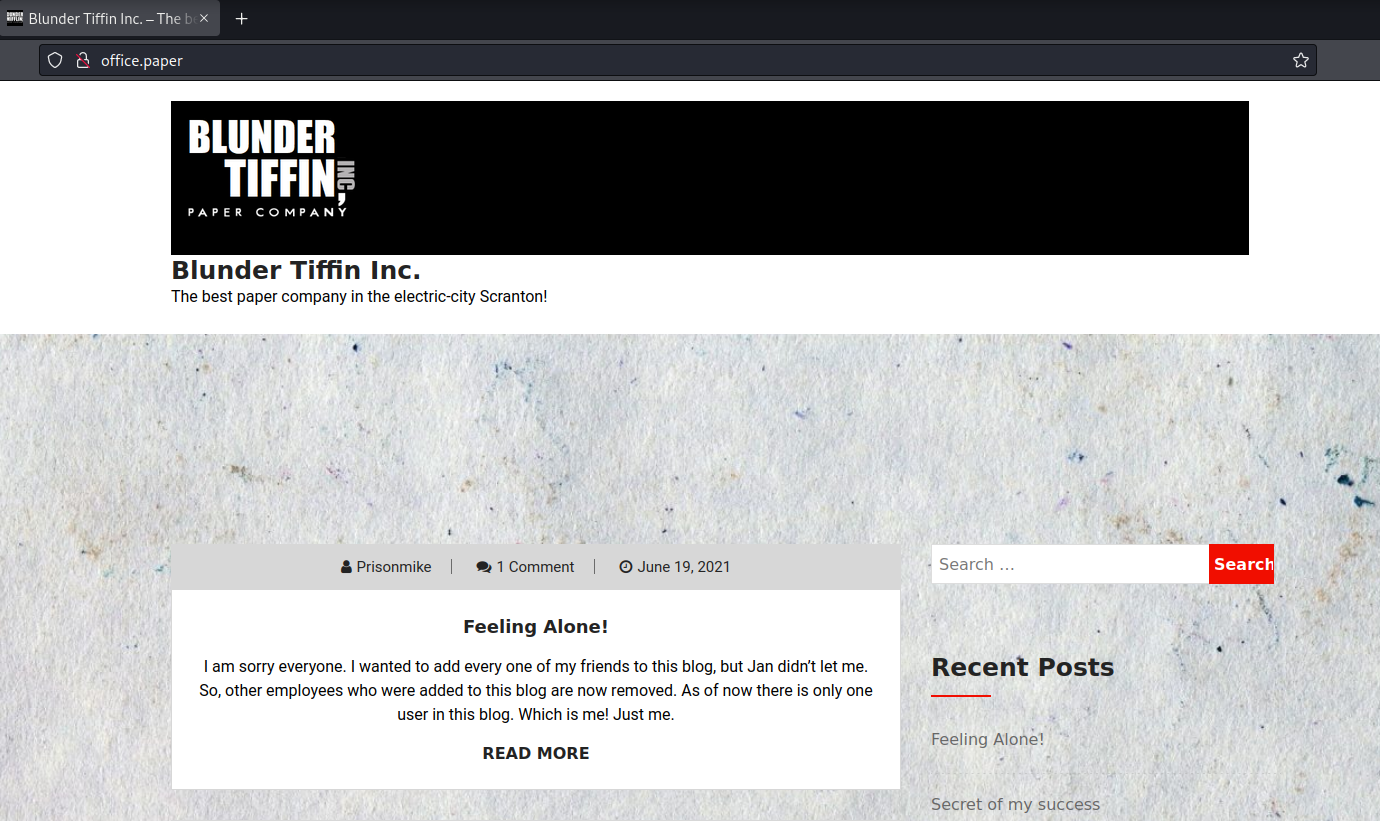 Blunder Tiffin Inc. – The b
office.paper
BLUNDER
TIFFIN INC,
PAPER COMPANY
Blunder Tiffin Inc.
The best paper company in the electric-city Scranton!
Prisonmike
1 Comment
June 19, 2021
Search …
Search
Feeling Alone!
I am sorry everyone. I wanted to add every one of my friends to this blog, but Jan didn’t let me.
So, other employees who were added to this blog are now removed. As of now there is only one
user in this blog. Which is me! Just me.
READ MORE
Recent Posts
Feeling Alone!
Secret of my success